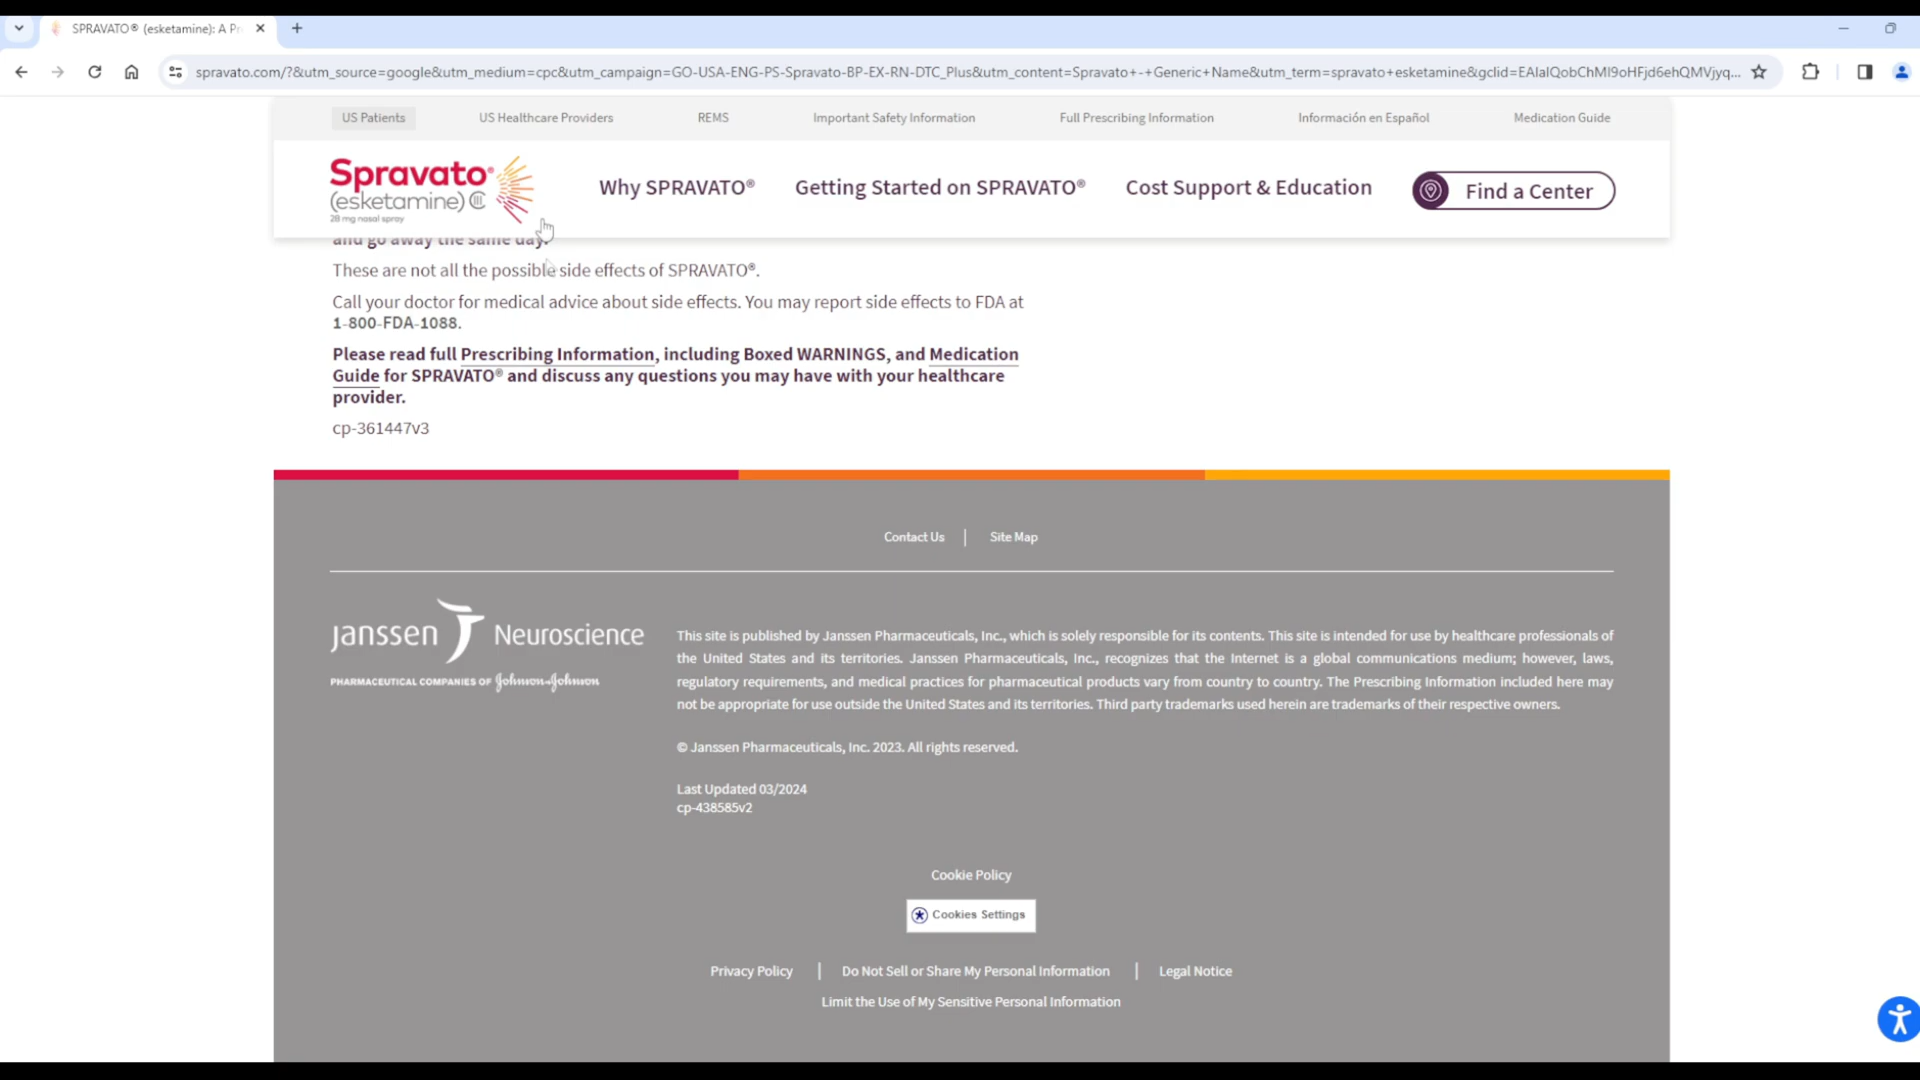 SPRAVATO® (esketamine): A Pr
spravato.com/?&utm_source=google&utm_medium=cpc&utm_campaign=GO-USA-ENG-PS-Spravato-BP-EX-RN-DTC_Plus&utm_content=Spravato+-+Generic+Name&utm_term=spravato+esketamine&gclid=EAIaIQobChMI9oHFjd6ehQMVjyq...
US Patients US Healthcare Providers REMS Important Safety Information Full Prescribing Information Información en Español Medication Guide
Spravato®
(esketamine) CIII
28 mg nasal spray
Why SPRAVATO® Getting Started on SPRAVATO® Cost Support & Education Find a Center
and go away the same day.
These are not all the possible side effects of SPRAVATO®.
Call your doctor for medical advice about side effects. You may report side effects to FDA at
1-800-FDA-1088.
Please read full Prescribing Information, including Boxed WARNINGS, and Medication
Guide for SPRAVATO® and discuss any questions you may have with your healthcare
provider.
cp-361447v3
Contact Us | Site Map
janssen Neuroscience
PHARMACEUTICAL COMPANIES OF Johnson & Johnson
This site is published by Janssen Pharmaceuticals, Inc., which is solely responsible for its contents. This site is intended for use by healthcare professionals of
the United States and its territories. Janssen Pharmaceuticals, Inc., recognizes that the Internet is a global communications medium; however, laws,
regulatory requirements, and medical practices for pharmaceutical products vary from country to country. The Prescribing Information included here may
not be appropriate for use outside the United States and its territories. Third party trademarks used herein are trademarks of their respective owners.
© Janssen Pharmaceuticals, Inc. 2023. All rights reserved.
Last Updated 03/2024
cp-438585v2
Cookie Policy
Cookies Settings
Privacy Policy | Do Not Sell or Share My Personal Information | Legal Notice
Limit the Use of My Sensitive Personal Information